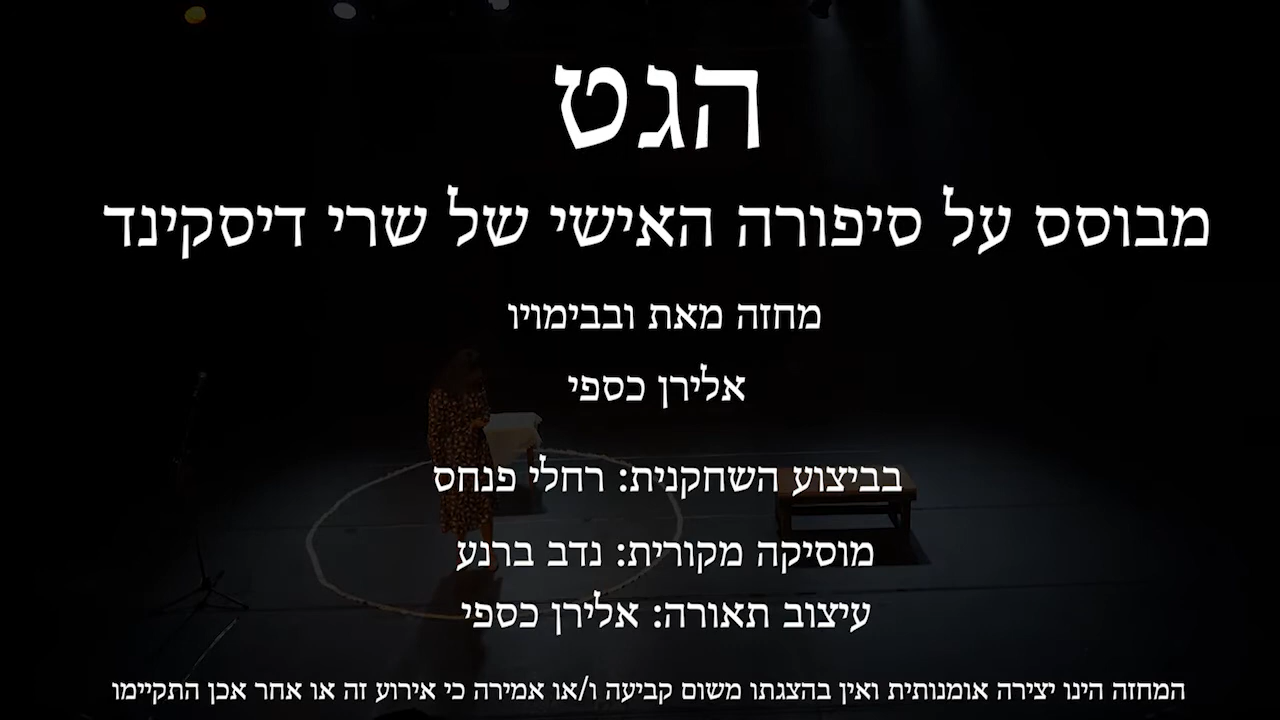 הגט
מבוסס על סיפורה האישי של שרי דיסקינד
מחזה מאת ובבימויו
אלירן כספי
בביצוע השחקנית: רחלי פנחס
מוסיקה מקורית: נדב ברנע
עיצוב תאורה: אלירן כספי
המחזה הינו יצירה אומנותית ואין בהצגתו משום קביעה ו/או אמירה כי אירוע זה או אחר אכן התקיימו